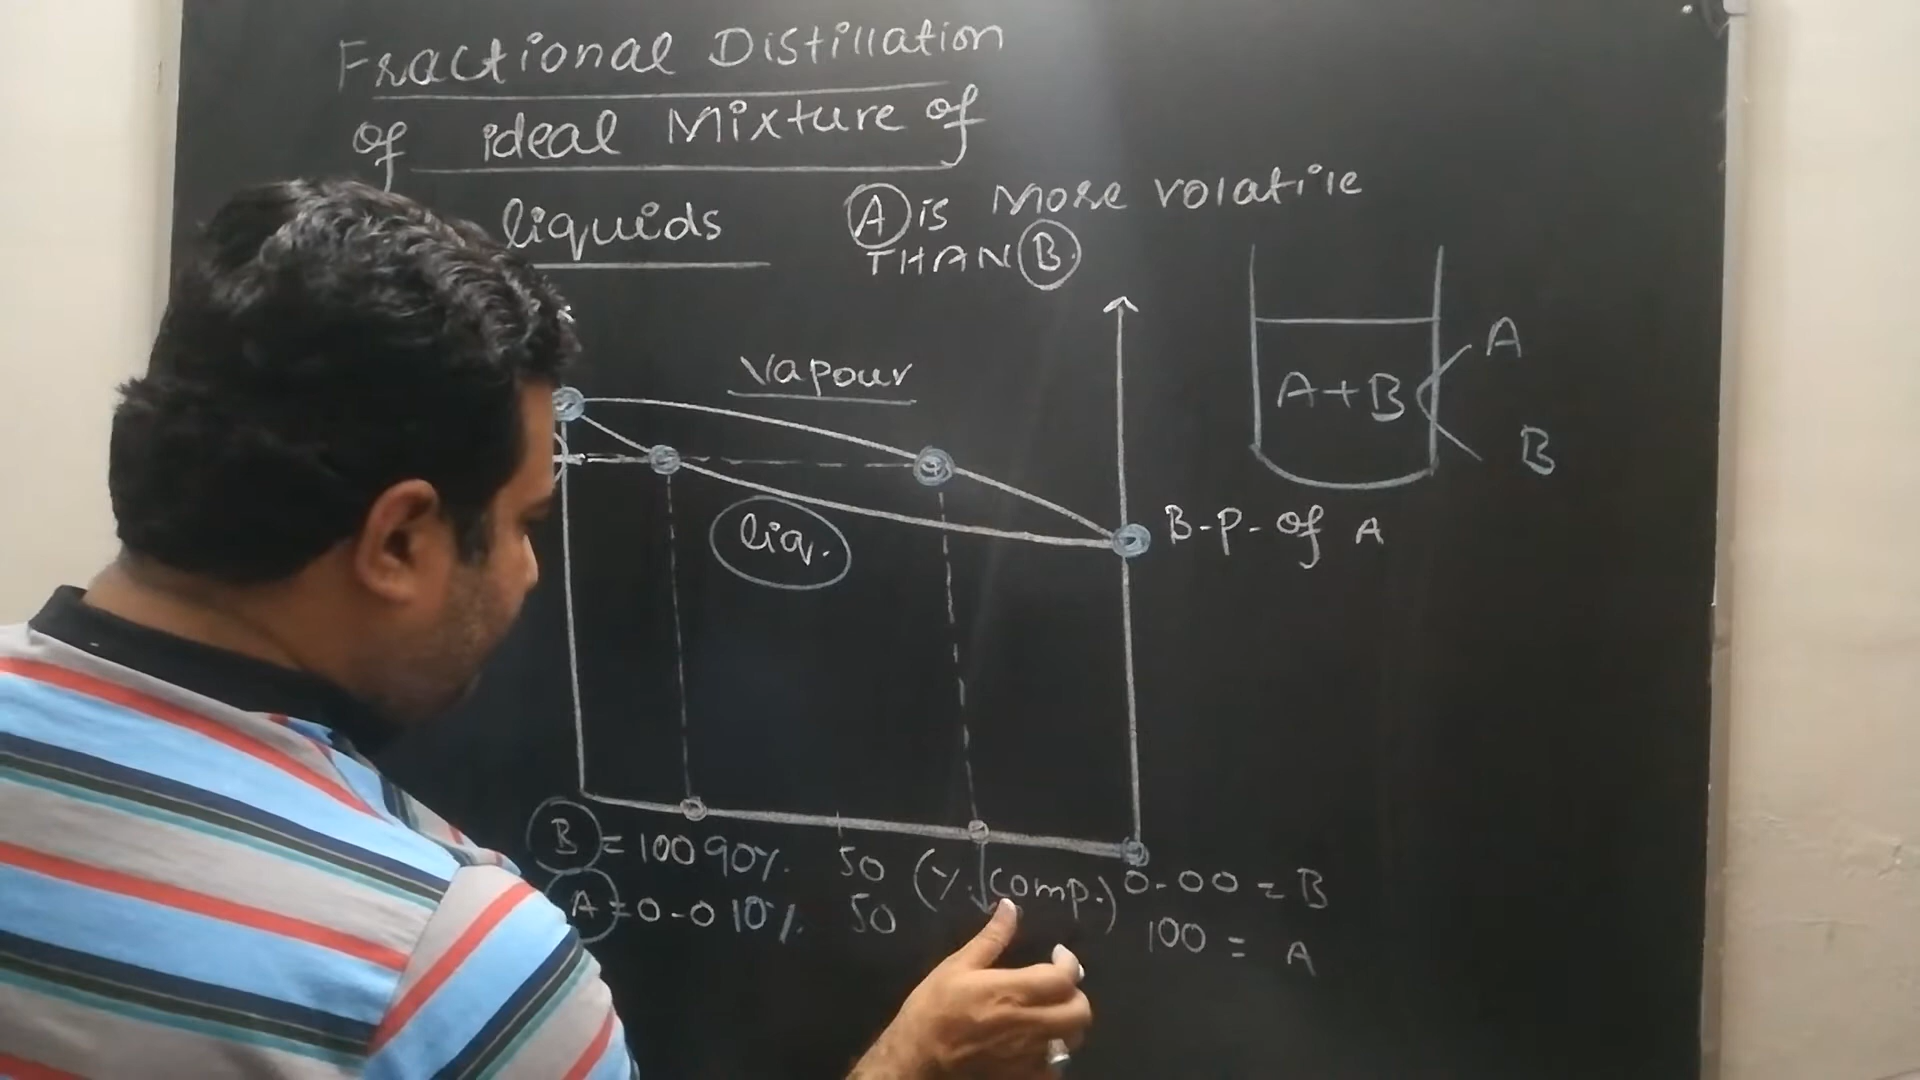 Fractional Distillation
of ideal Mixture of
liquids
(A) is More volatile
THAN (B)
vapour
liq.
A
A+B
B
B-P-of A
(B) = 100 90% 50 (% comp.) 0.00 = B
(A) = 0-0 10% 50 100 = A